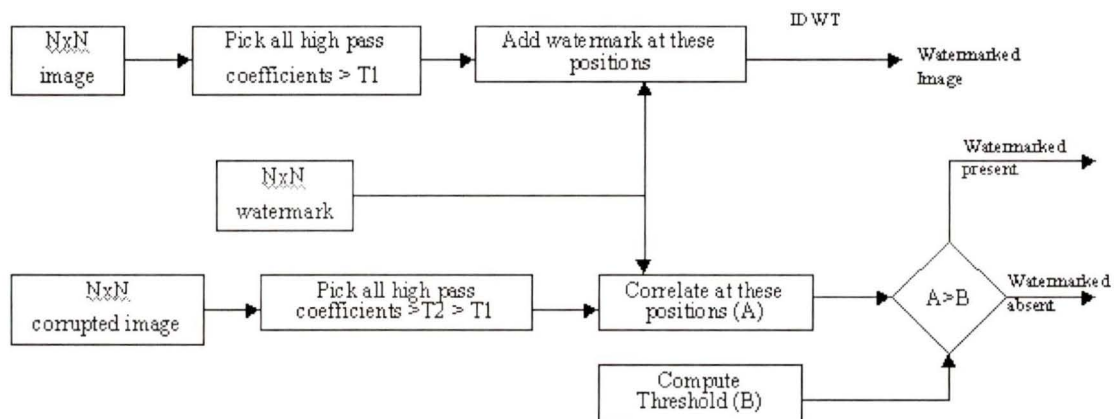 IDWT
NxN
image
Pick all high pass
coefficients > T1
Add watermark at these
positions
Watermarked
Image
NxN
watermark
Watermarked
present
NxN
corrupted image
Pick all high pass
coefficients >T2 > T1
Correlate at these
positions (A)
A>B
Watermarked
absent
Compute
Threshold (B)